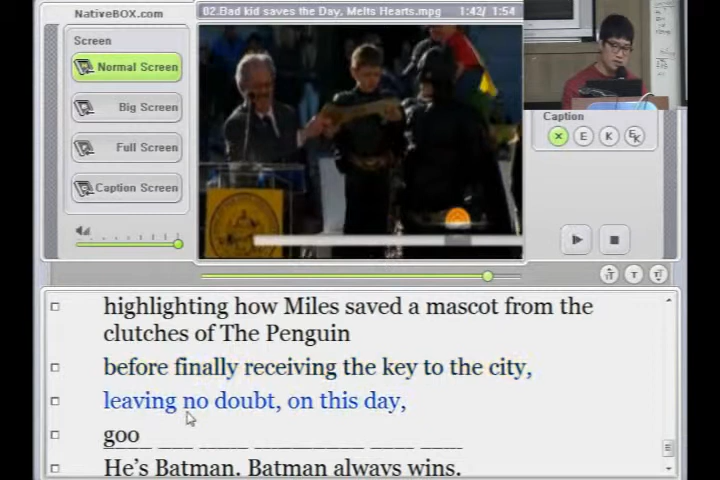 NativeBOX.com
02.Bad kid saves the Day, Melts Hearts.mpg 1:42/ 1:54
Screen
Normal Screen
Big Screen
Full Screen
Caption Screen
Caption
× E K EK
T T T
highlighting how Miles saved a mascot from the
clutches of The Penguin
before finally receiving the key to the city,
leaving no doubt, on this day,
goo
He's Batman. Batman always wins.